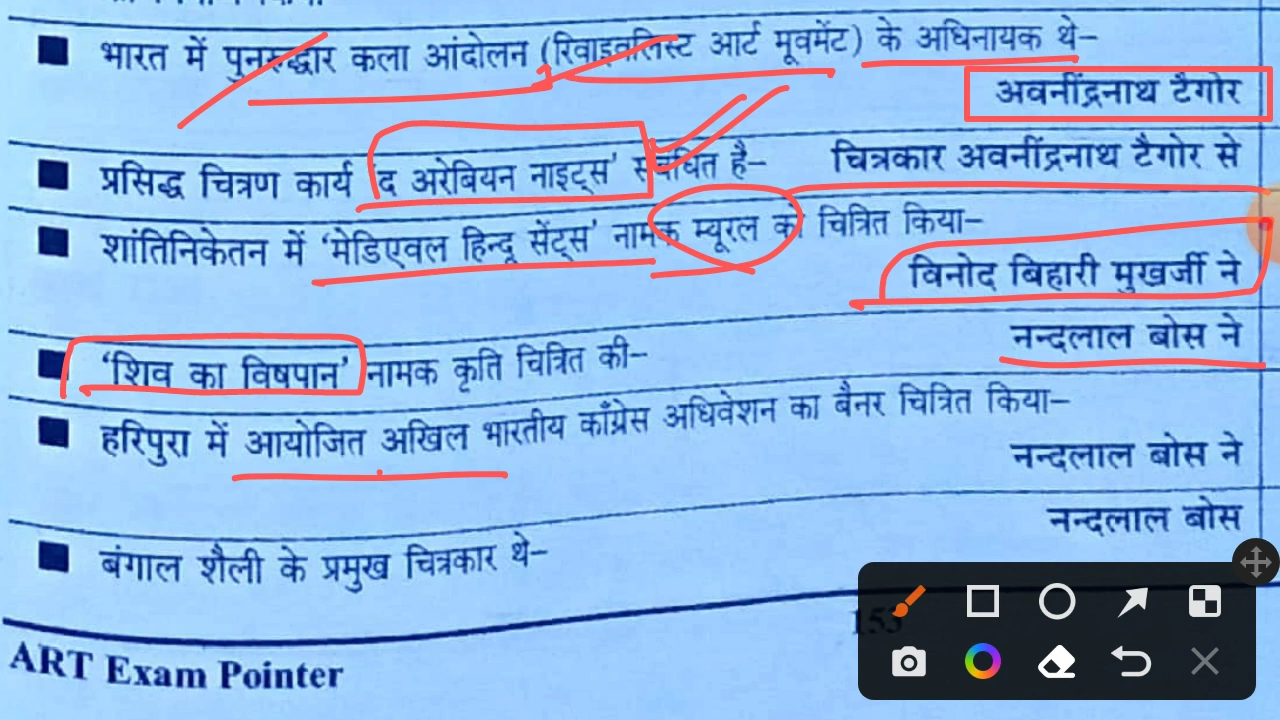 भारत में पुनरुद्धार कला आंदोलन (रिवाइवलिस्ट आर्ट मूवमेंट) के अधिनायक थे–
अवनींद्रनाथ टैगोर
प्रसिद्ध चित्रण कार्य 'द अरेबियन नाइट्स' संबंधित है–
चित्रकार अवनींद्रनाथ टैगोर से
शांतिनिकेतन में 'मेडिएवल हिन्दू सेंट्स' नामक म्यूरल को चित्रित किया–
विनोद बिहारी मुखर्जी ने
'शिव का विषपान' नामक कृति चित्रित की–
नन्दलाल बोस ने
हरिपुरा में आयोजित अखिल भारतीय काँग्रेस अधिवेशन का बैनर चित्रित किया–
नन्दलाल बोस ने
बंगाल शैली के प्रमुख चित्रकार थे–
नन्दलाल बोस
153
ART Exam Pointer